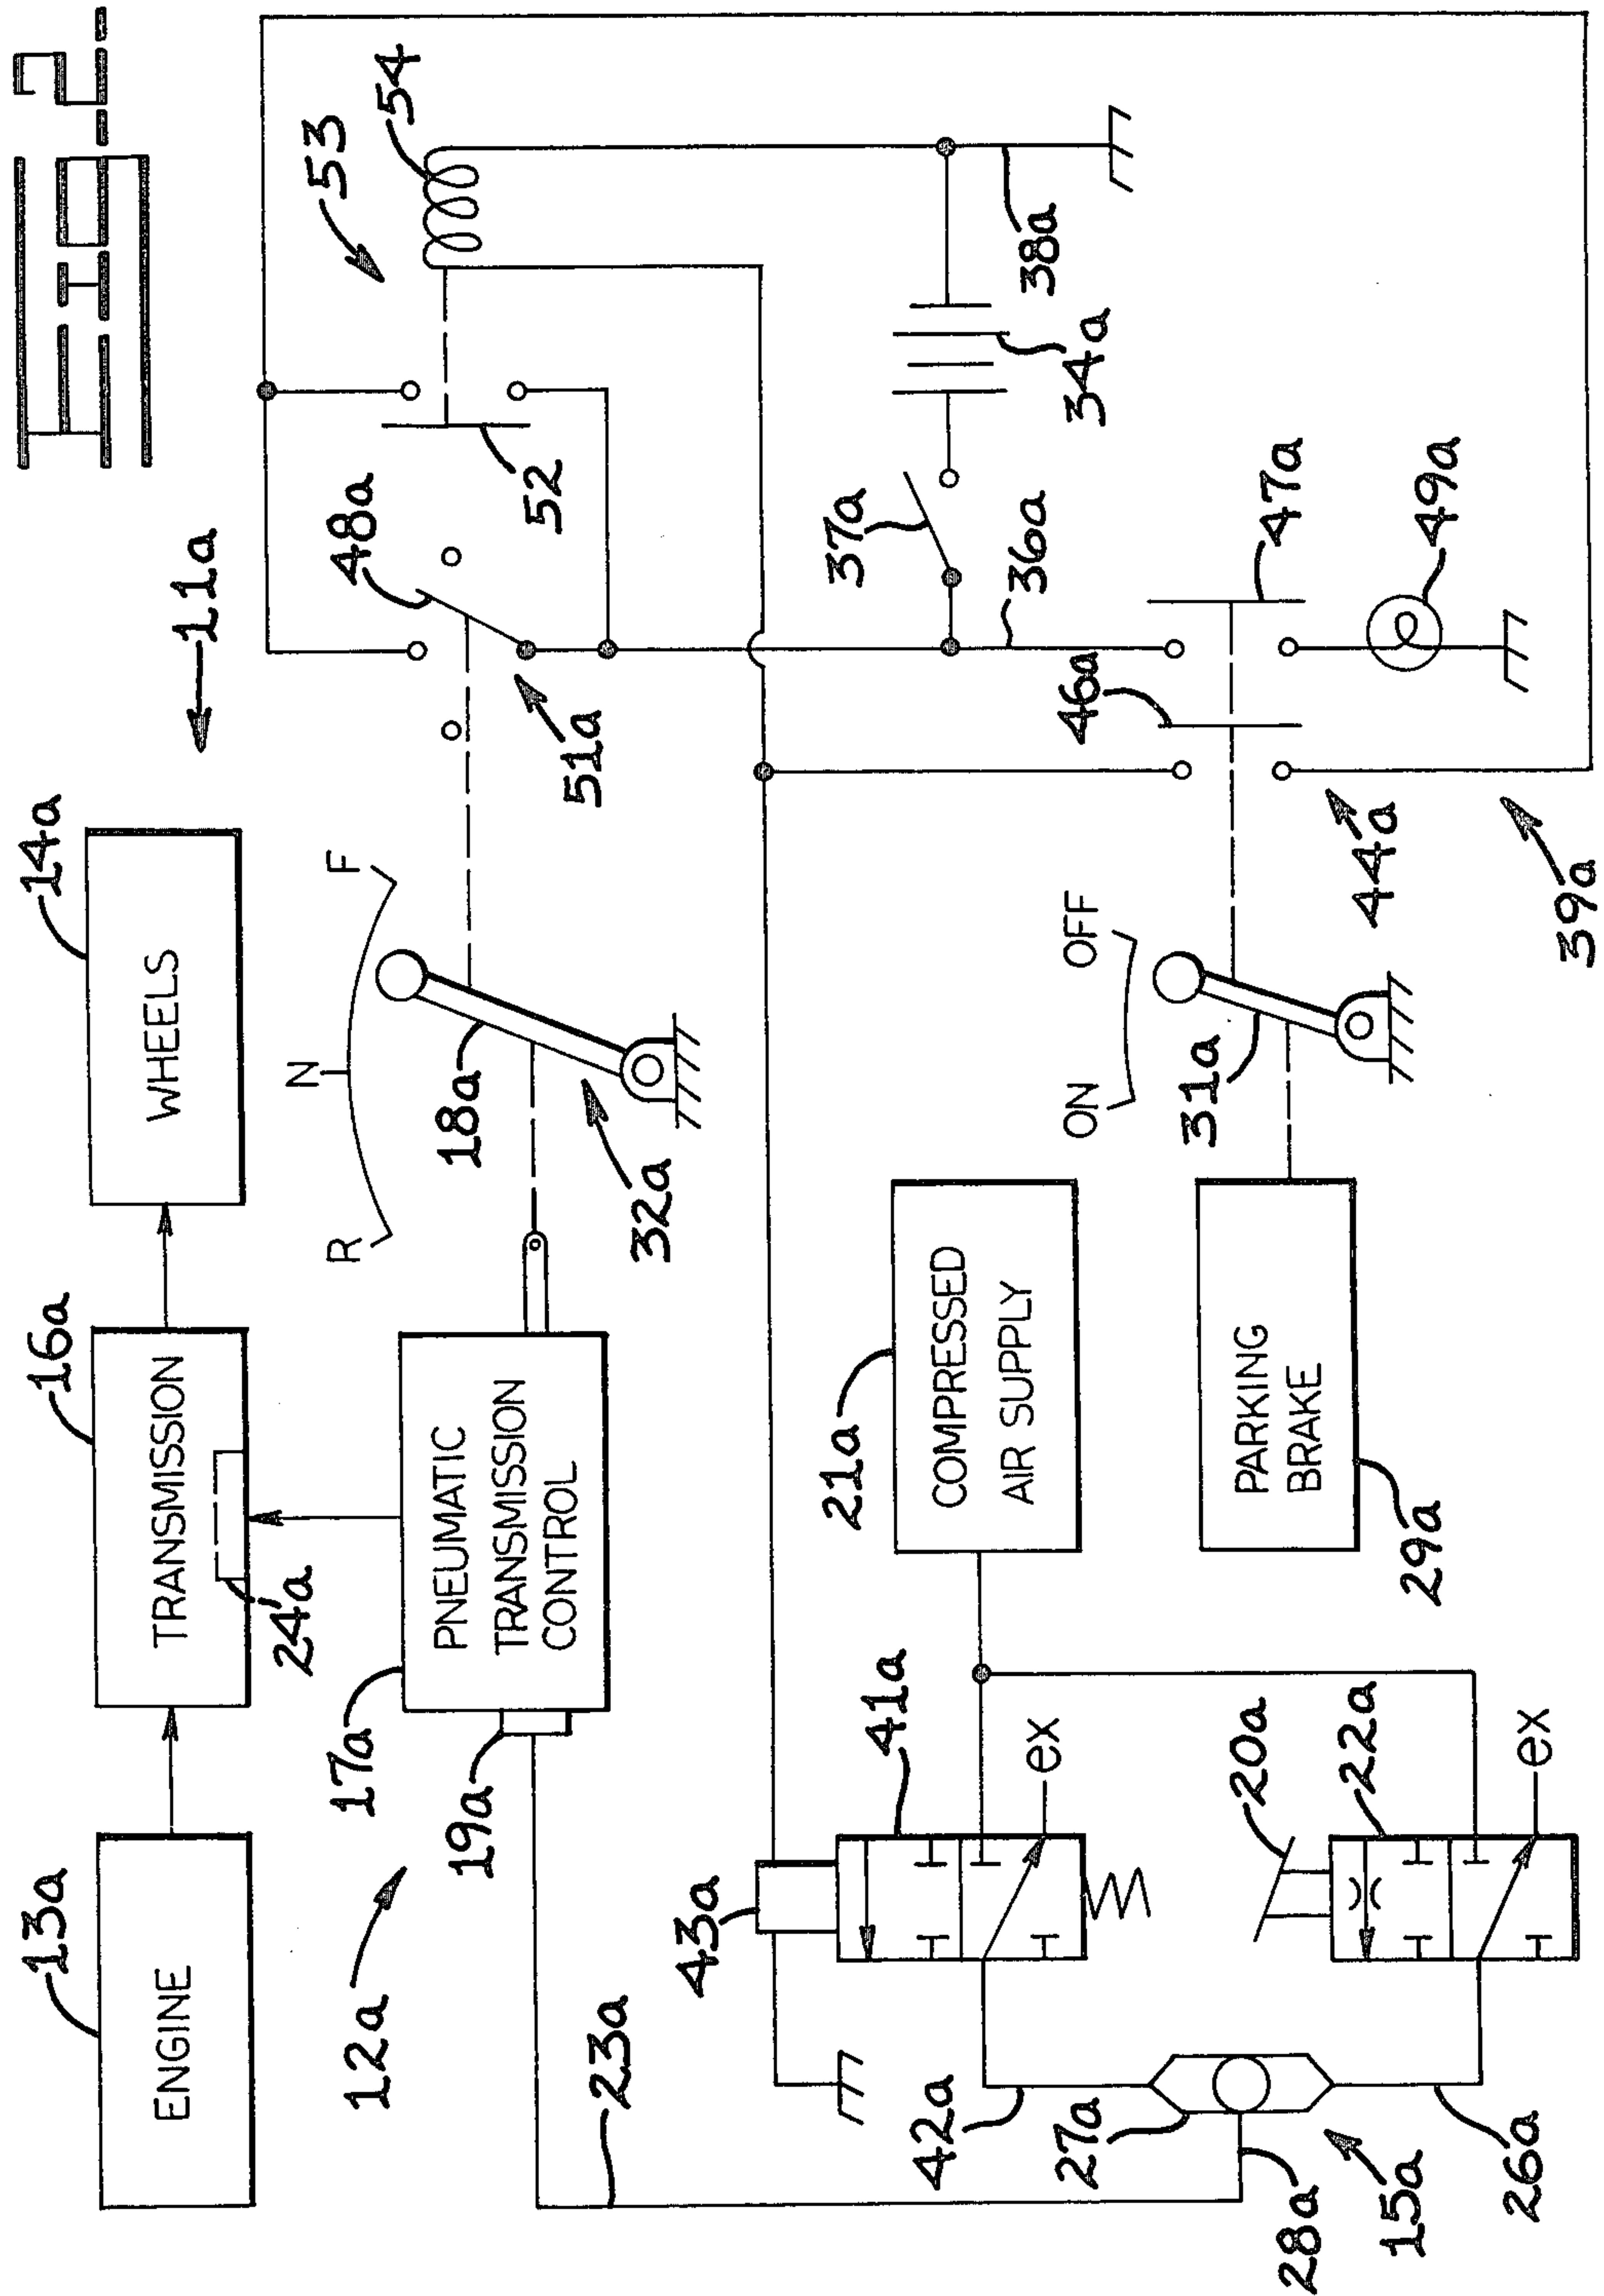 FIG. 2.
11a
13a
ENGINE
16a
TRANSMISSION
24'a
14a
WHEELS
12a
17a
PNEUMATIC
TRANSMISSION
CONTROL
19a
23a
R
N
F
18a
32a
48a
51a
52
53
54
43a
41a
ex
42a
27a
28a
15a
26a
20a
22a
ex
21a
COMPRESSED
AIR SUPPLY
PARKING
BRAKE
29a
ON
OFF
31a
37a
34a
38a
36a
46a
47a
49a
44a
39a